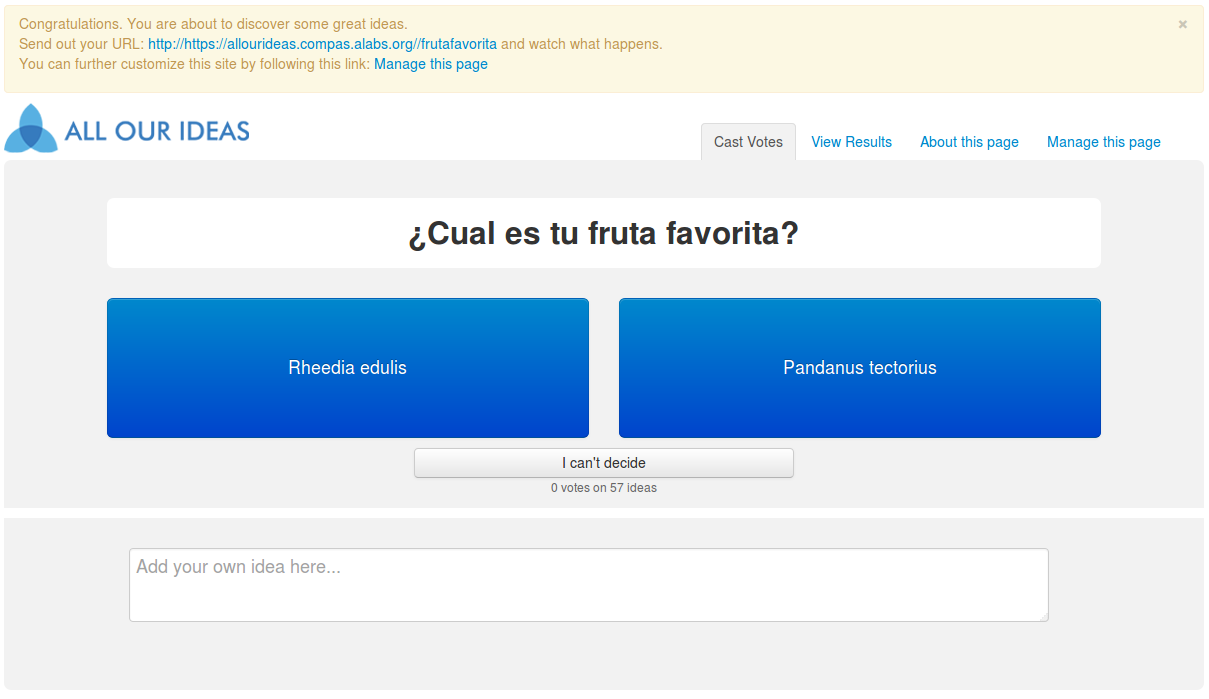 Congratulations. You are about to discover some great ideas.
Send out your URL: http://https://allourideas.compas.alabs.org//frutafavorita and watch what happens.
You can further customize this site by following this link: Manage this page
×
ALL OUR IDEAS
Cast Votes View Results About this page Manage this page
¿Cual es tu fruta favorita?
Rheedia edulis Pandanus tectorius
I can't decide
0 votes on 57 ideas
Add your own idea here...